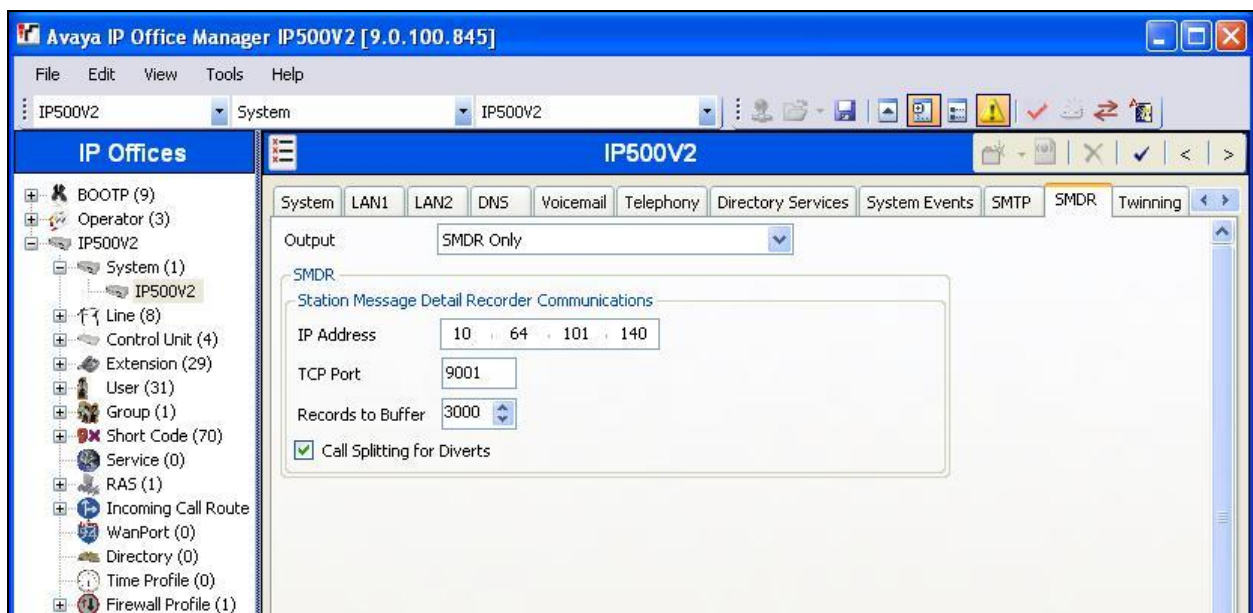 Avaya IP Office Manager IP500V2 [9.0.100.845]
File Edit View Tools Help
IP500V2 System IP500V2
IP Offices
BOOTP (9)
Operator (3)
IP500V2
System (1)
IP500V2
Line (8)
Control Unit (4)
Extension (29)
User (31)
Group (1)
Short Code (70)
Service (0)
RAS (1)
Incoming Call Route
WanPort (0)
Directory (0)
Time Profile (0)
Firewall Profile (1)
IP500V2
System LAN1 LAN2 DNS Voicemail Telephony Directory Services System Events SMTP SMDR Twinning
Output SMDR Only
SMDR
Station Message Detail Recorder Communications
IP Address 10 . 64 . 101 . 140
TCP Port 9001
Records to Buffer 3000
Call Splitting for Diverts